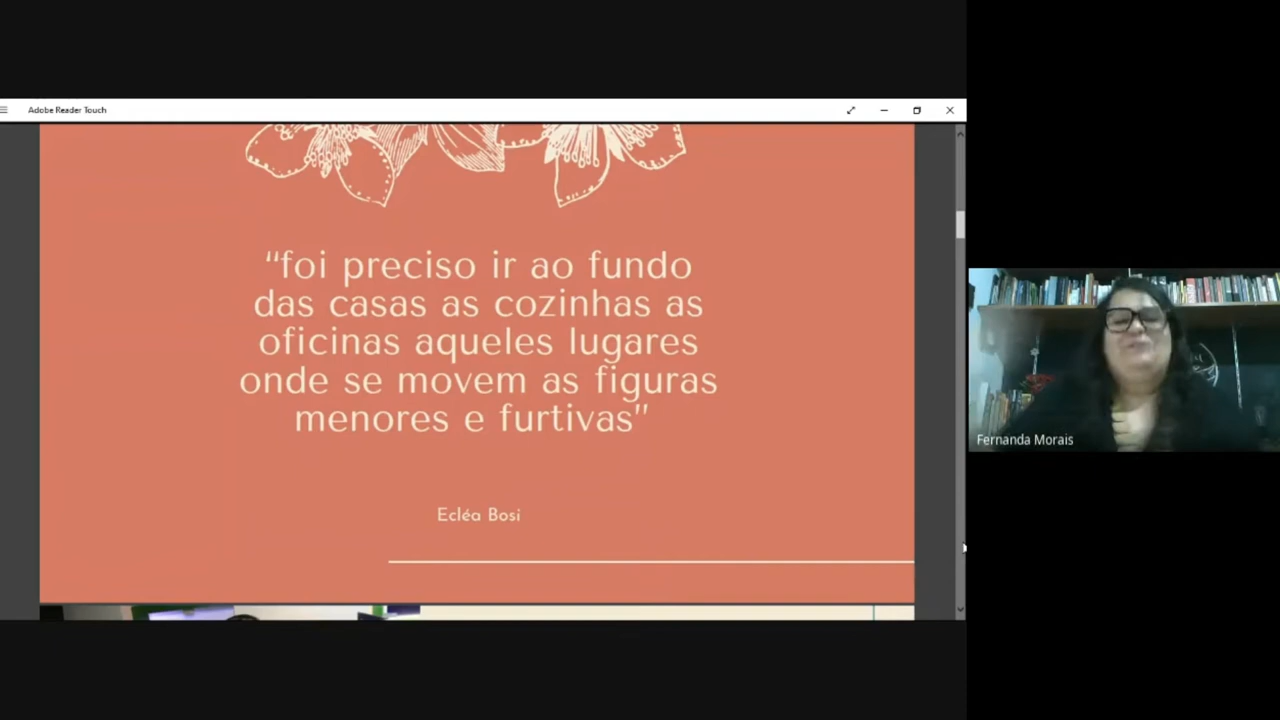 Adobe Reader Touch
“foi preciso ir ao fundo
das casas as cozinhas as
oficinas aqueles lugares
onde se movem as figuras
menores e furtivas”
Ecléa Bosi
Fernanda Morais